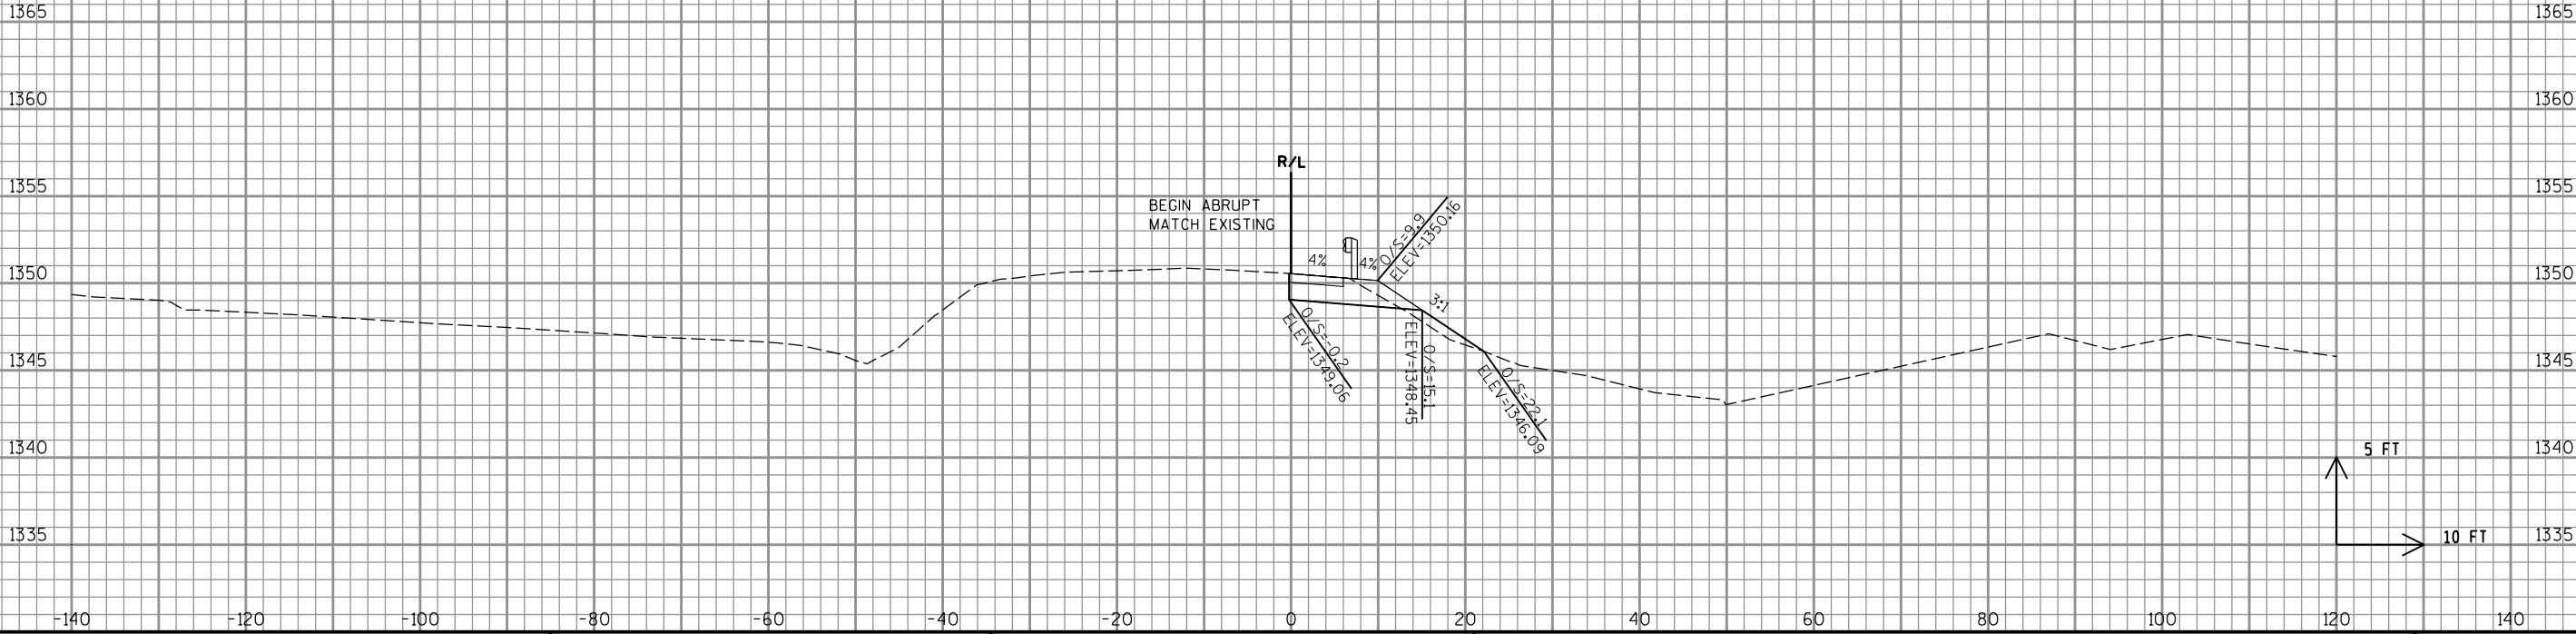 1365 1365
1360 1360
R/L
1355 1355
BEGIN ABRUPT
MATCH EXISTING
O/S=9.9
ELEV=1350.16
4% 4%
1350 1350
3:1
O/S=-0.2
ELEV=1349.06
O/S=15.1
ELEV=1348.45
O/S=22.1
ELEV=1346.09
1345 1345
1340 1340
5 FT
1335 1335
10 FT
-140 -120 -100 -80 -60 -40 -20 0 20 40 60 80 100 120 140